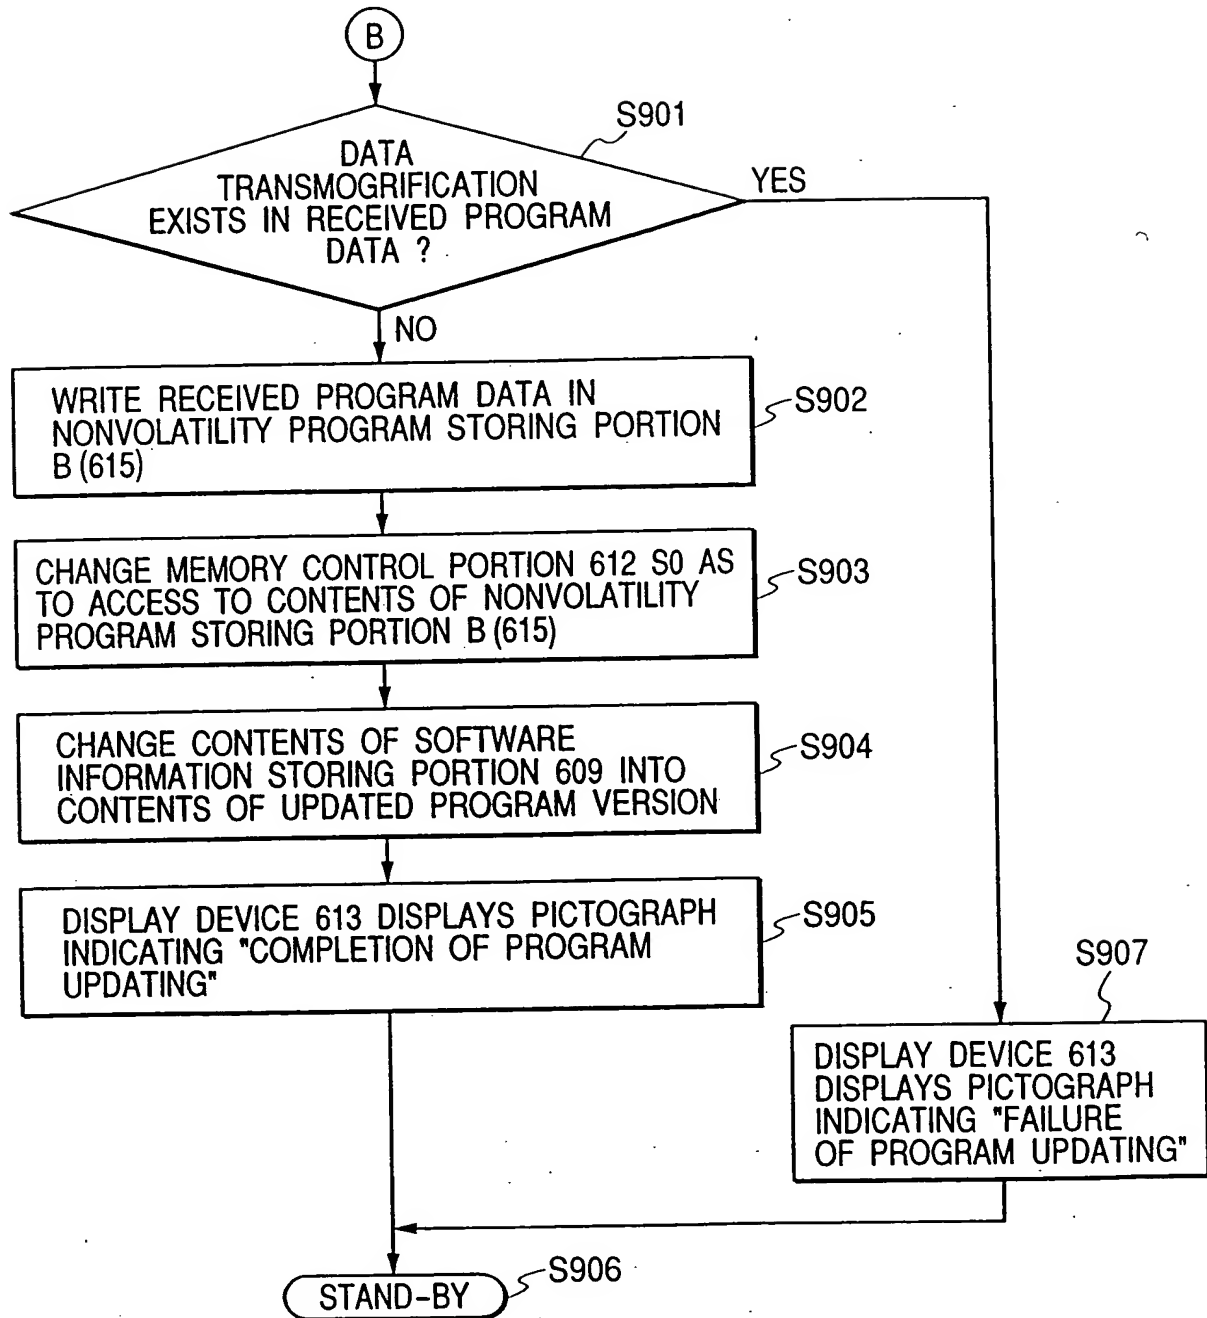 B
S901
DATA
TRANSMOGRIFICATION
EXISTS IN RECEIVED PROGRAM
DATA ?
YES
NO
WRITE RECEIVED PROGRAM DATA IN
NONVOLATILITY PROGRAM STORING PORTION
B (615)
S902
CHANGE MEMORY CONTROL PORTION 612 S0 AS
TO ACCESS TO CONTENTS OF NONVOLATILITY
PROGRAM STORING PORTION B (615)
S903
CHANGE CONTENTS OF SOFTWARE
INFORMATION STORING PORTION 609 INTO
CONTENTS OF UPDATED PROGRAM VERSION
S904
DISPLAY DEVICE 613 DISPLAYS PICTOGRAPH
INDICATING "COMPLETION OF PROGRAM
UPDATING"
S905
S907
DISPLAY DEVICE 613
DISPLAYS PICTOGRAPH
INDICATING "FAILURE
OF PROGRAM UPDATING"
STAND-BY
S906